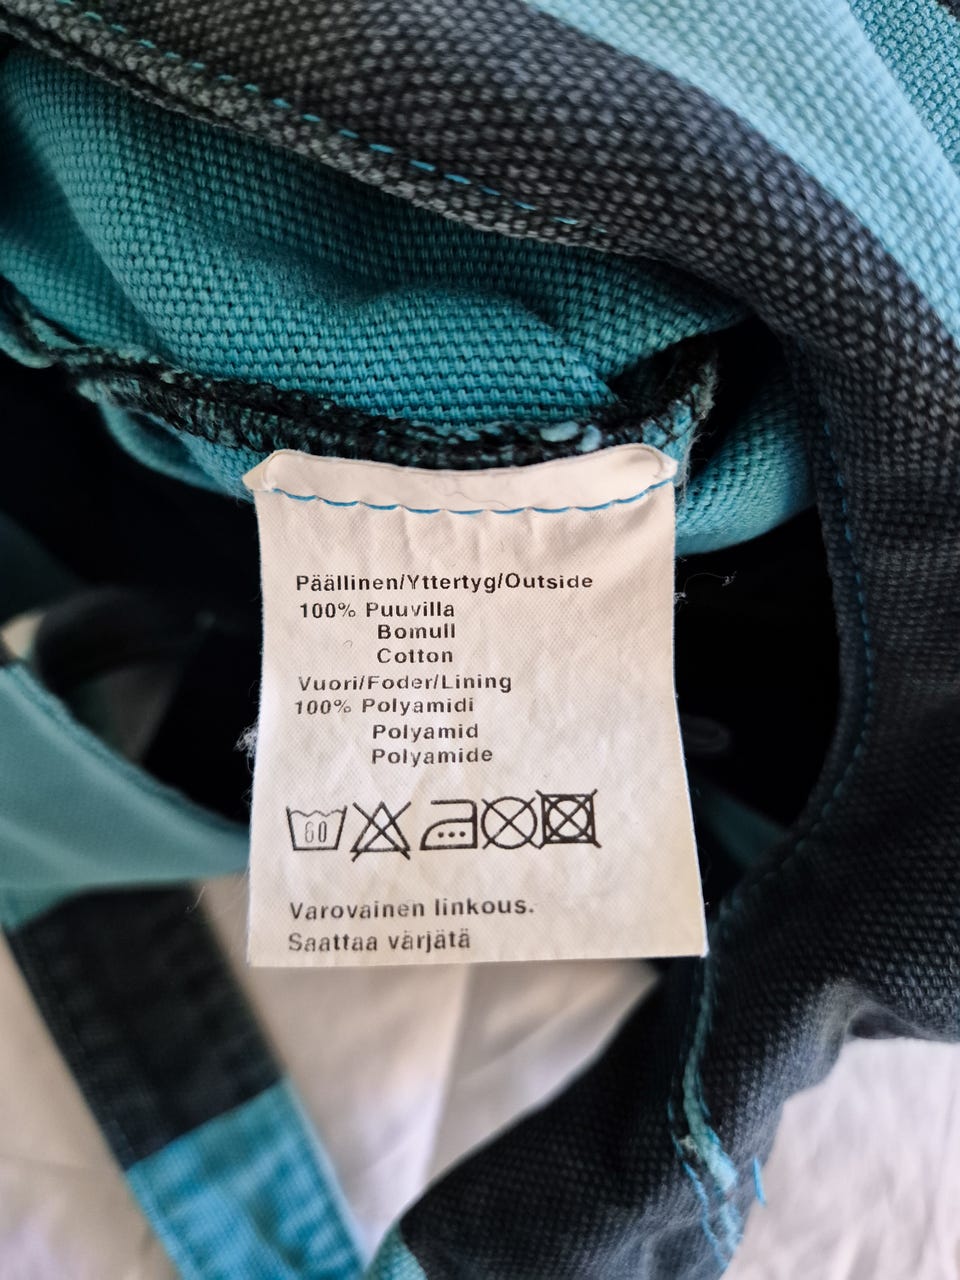 Päällinen/Yttertyg/Outside
100% Puuvilla
Bomull
Cotton
Vuori/Foder/Lining
100% Polyamidi
Polyamid
Polyamide
60
Varovainen linkous.
Saattaa värjätä